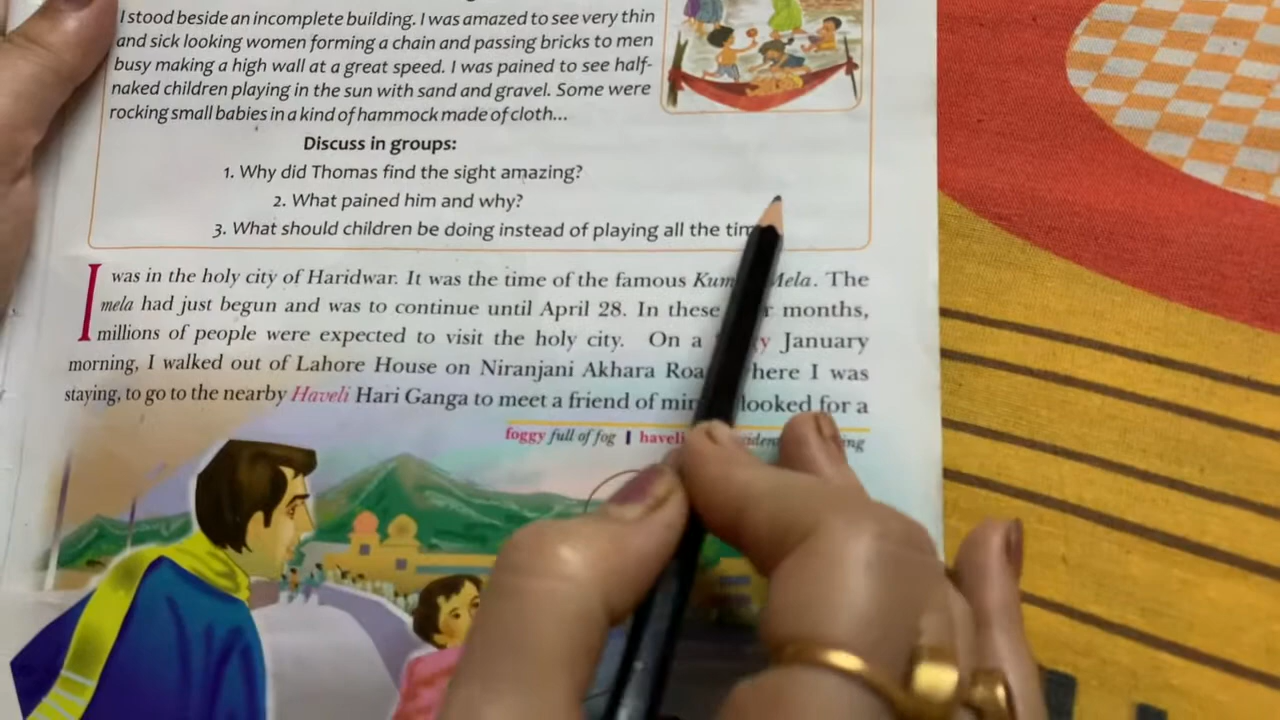 I stood beside an incomplete building. I was amazed to see very thin
and sick looking women forming a chain and passing bricks to men
busy making a high wall at a great speed. I was pained to see half-
naked children playing in the sun with sand and gravel. Some were
rocking small babies in a kind of hammock made of cloth...
Discuss in groups:
1. Why did Thomas find the sight amazing?
2. What pained him and why?
3. What should children be doing instead of playing all the
I was in the holy city of Haridwar. It was the time of the famous Mela. The
mela had just begun and was to continue until April 28. In these months,
millions of people were expected to visit the holy city. On a January
morning, I walked out of Lahore House on Niranjani Akhara where I was
staying, to go to the nearby Haveli Hari Ganga to meet a friend of looked for a
foggy full of fog | haveli